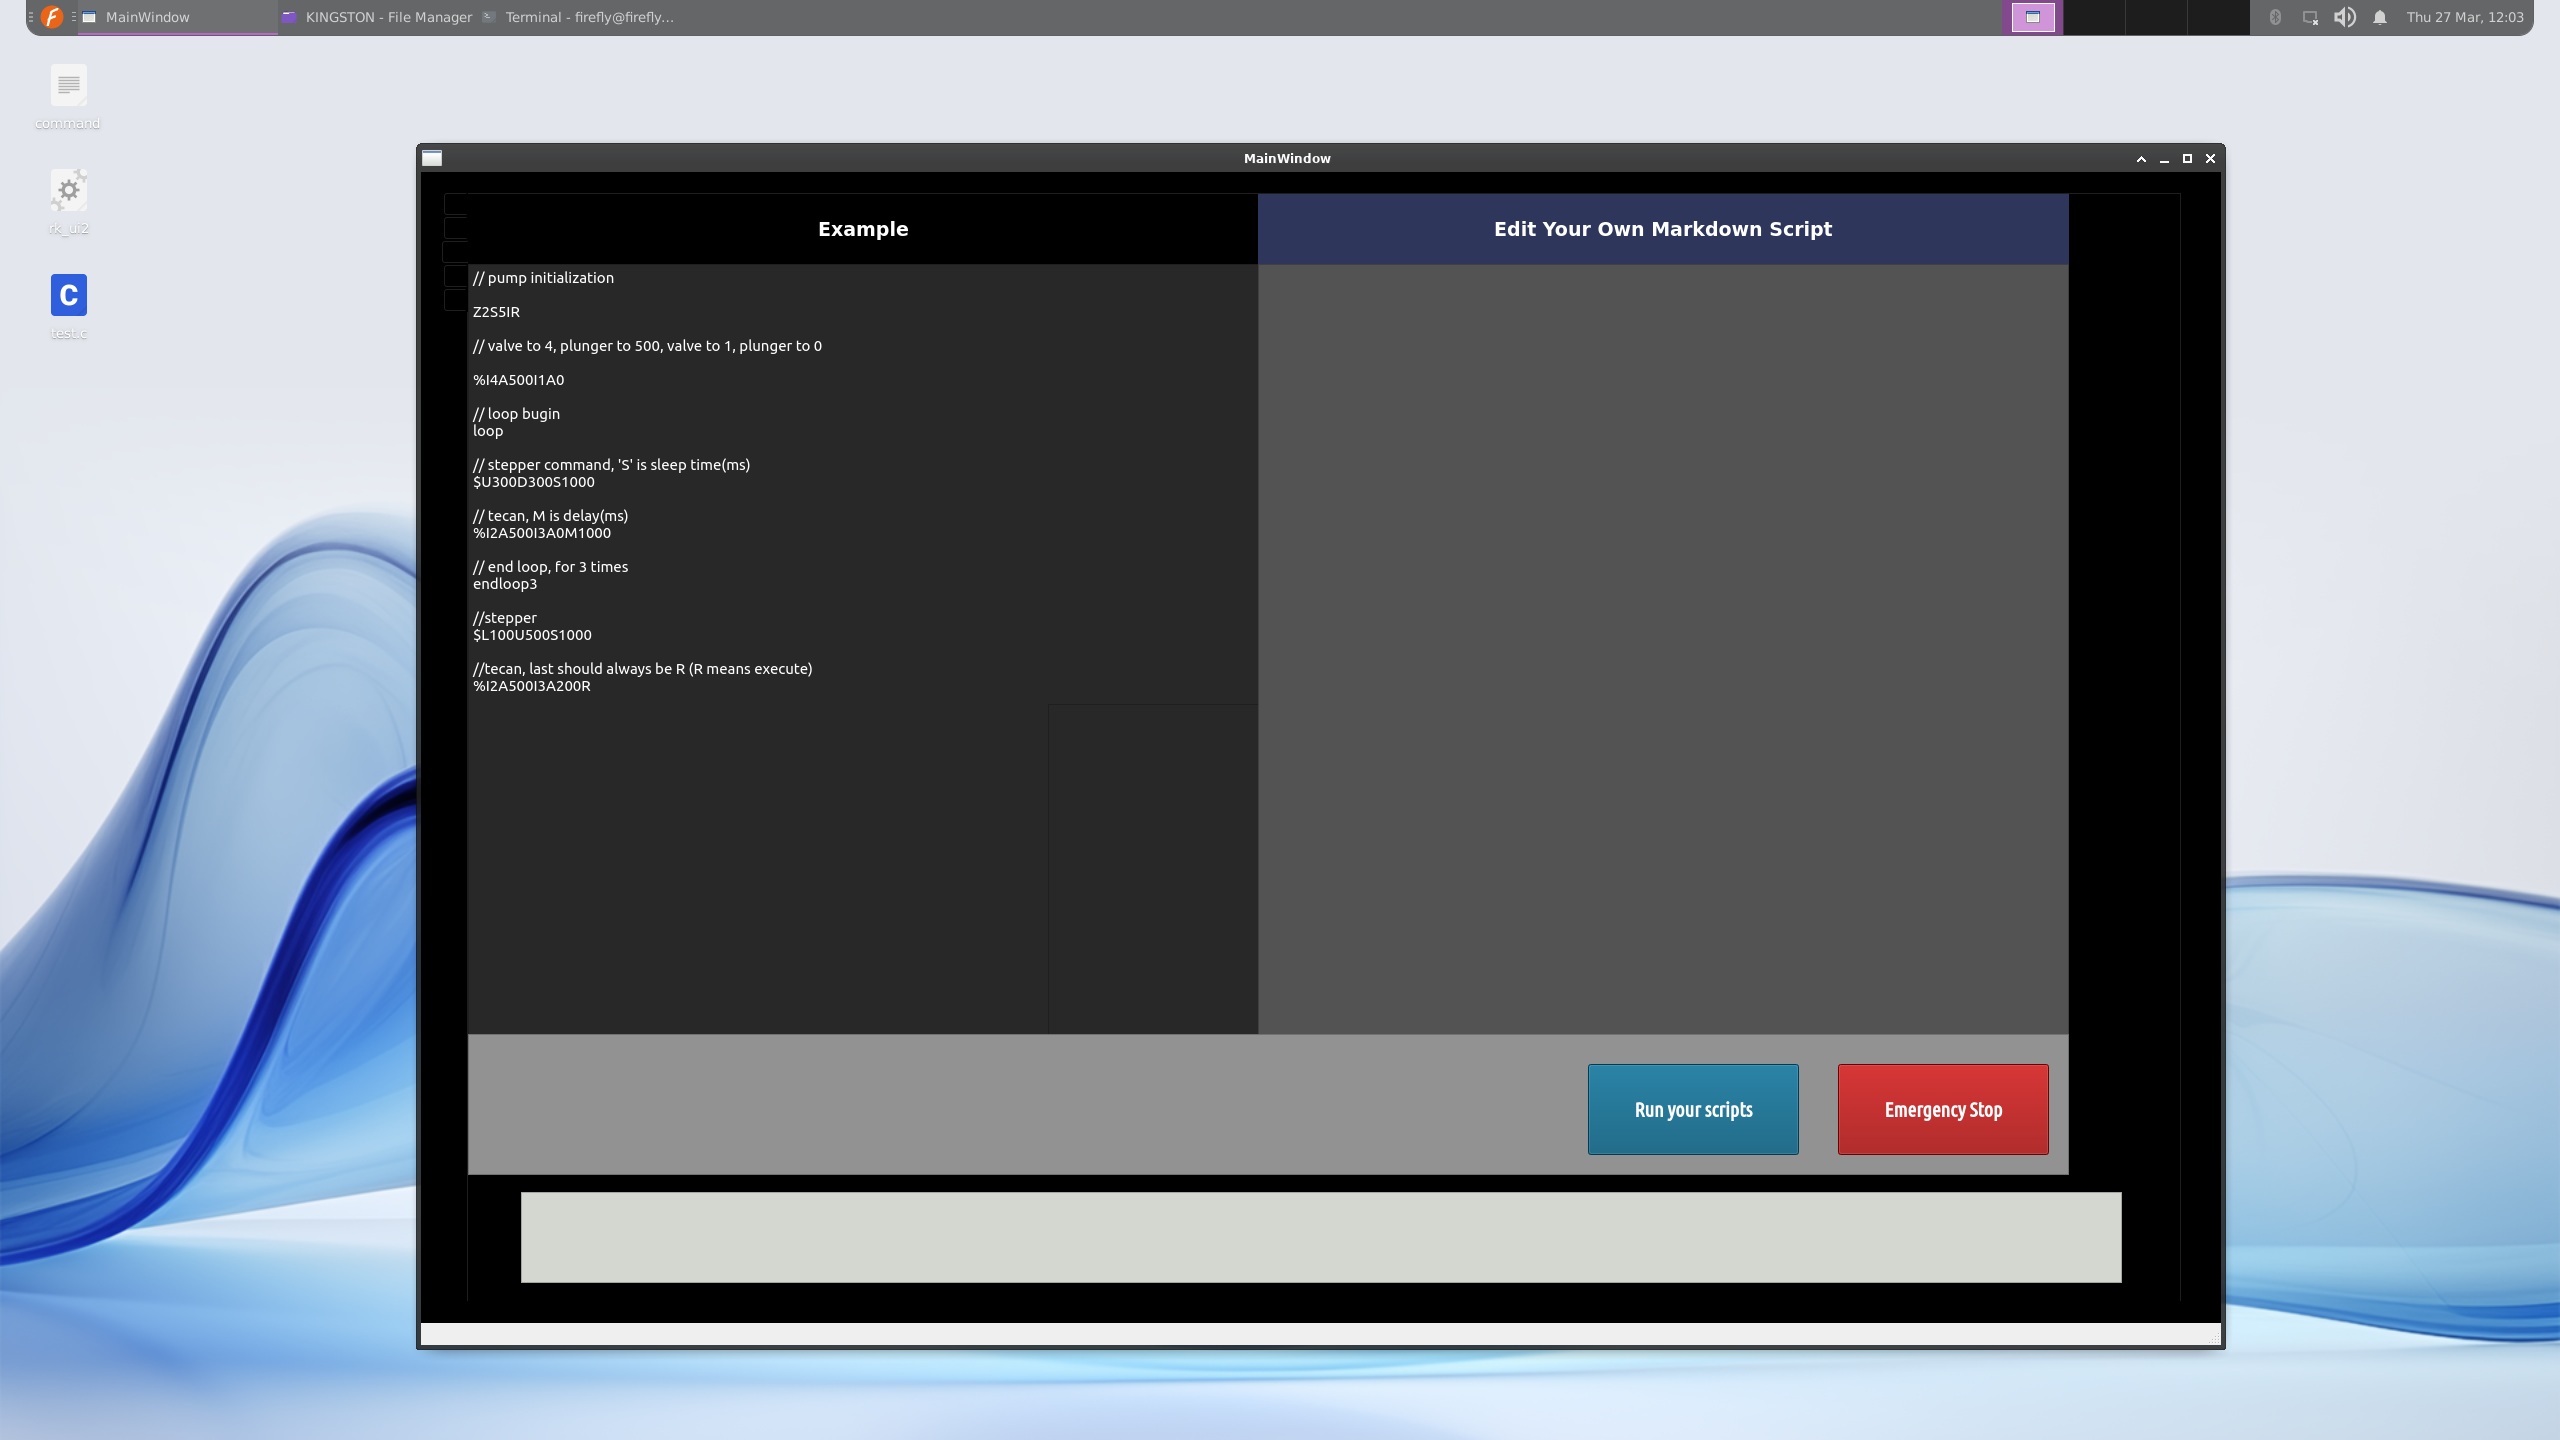 MainWindow
KINGSTON - File Manager
Terminal - firefly@firefly...
Thu 27 Mar, 12:03
command
rk_ui2
C
test.c
MainWindow
Example
Edit Your Own Markdown Script
// pump initialization
Z2S5IR
// valve to 4, plunger to 500, valve to 1, plunger to 0
%I4A500I1A0
// loop bugin
loop
// stepper command, 'S' is sleep time(ms)
$U300D300S1000
// tecan, M is delay(ms)
%I2A500I3A0M1000
// end loop, for 3 times
endloop3
//stepper
$L100U500S1000
//tecan, last should always be R (R means execute)
%I2A500I3A200R
Run your scripts
Emergency Stop